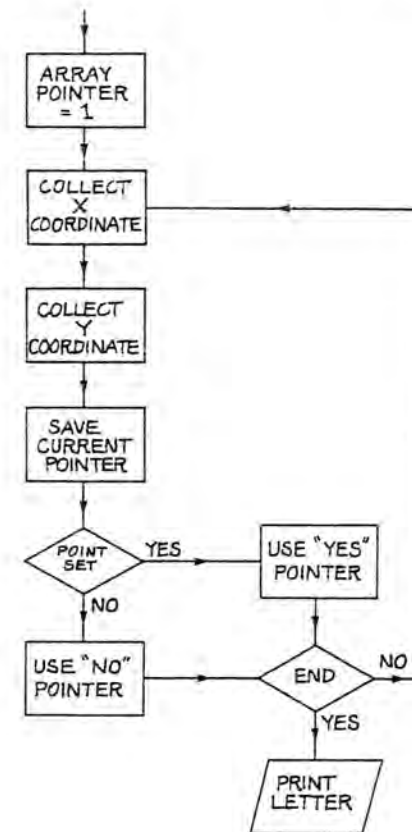 ARRAY
POINTER
= 1
COLLECT
X
COORDINATE
COLLECT
Y
COORDINATE
SAVE
CURRENT
POINTER
POINT
SET
YES
USE "YES"
POINTER
NO
USE "NO"
POINTER
END
NO
YES
PRINT
LETTER